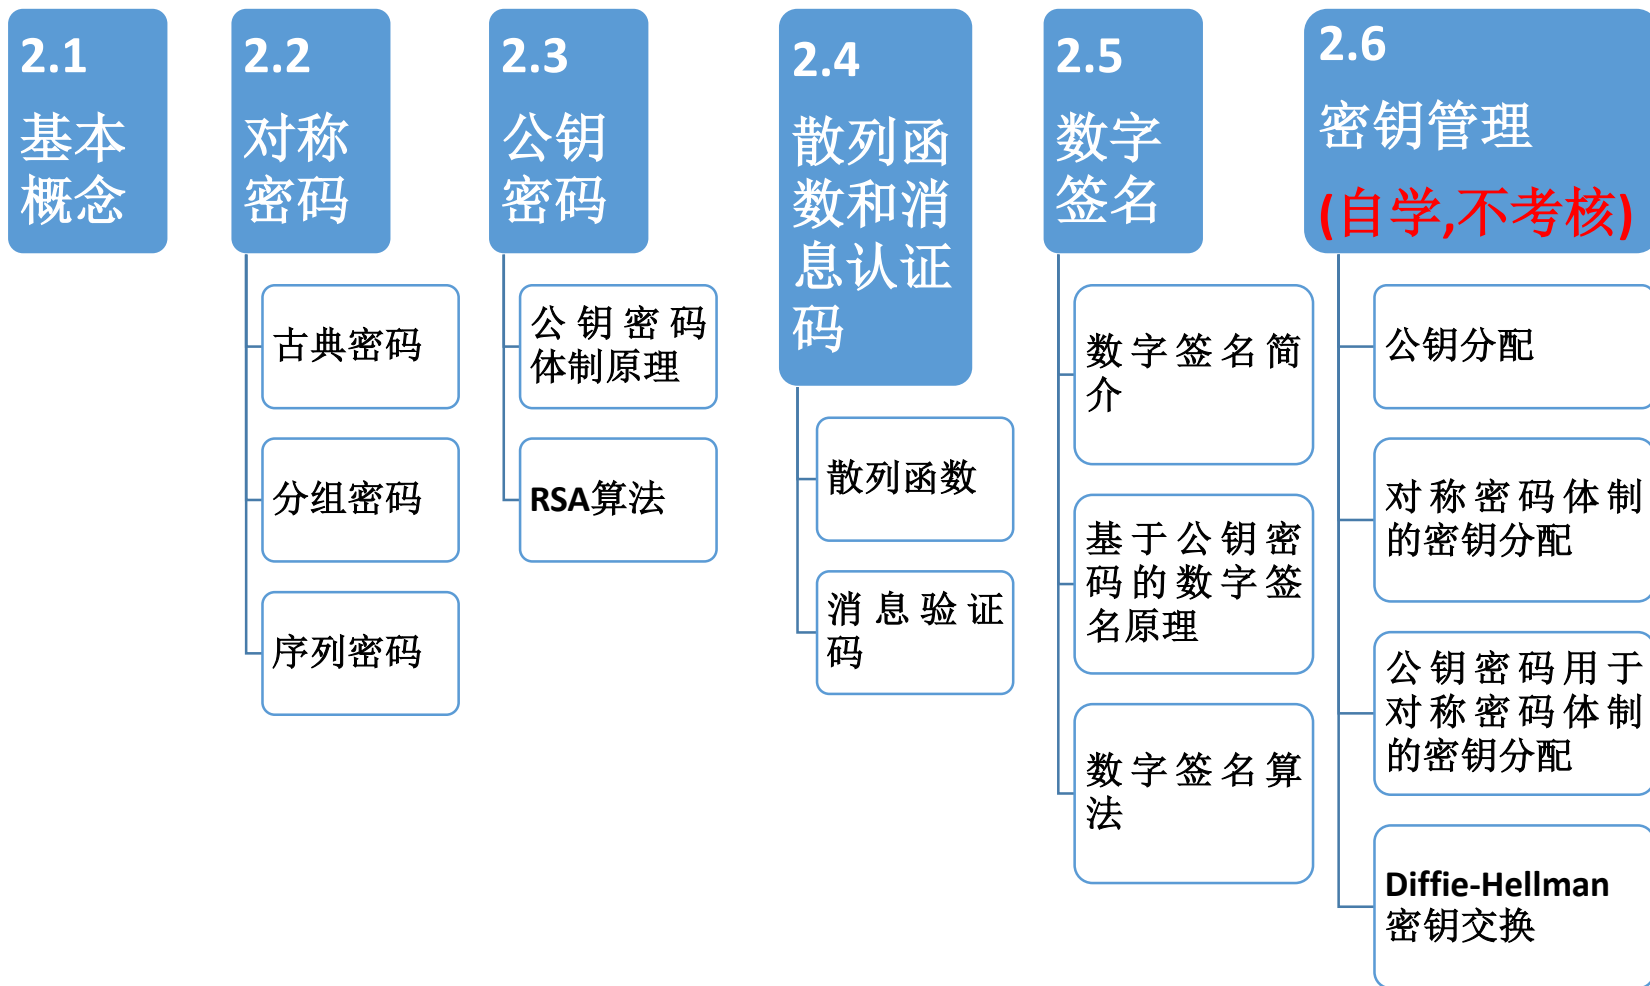 2.1
基本
概念
2.2
对称
密码
古典密码
分组密码
序列密码
2.3
公钥
密码
公钥密码
体制原理
RSA算法
2.4
散列函
数和消
息认证
码
散列函数
消息验证
码
2.5
数字
签名
数字签名简
介
基于公钥密
码的数字签
名原理
数字签名算
法
2.6
密钥管理
(自学,不考核)
公钥分配
对称密码体制
的密钥分配
公钥密码用于
对称密码体制
的密钥分配
Diffie-Hellman
密钥交换